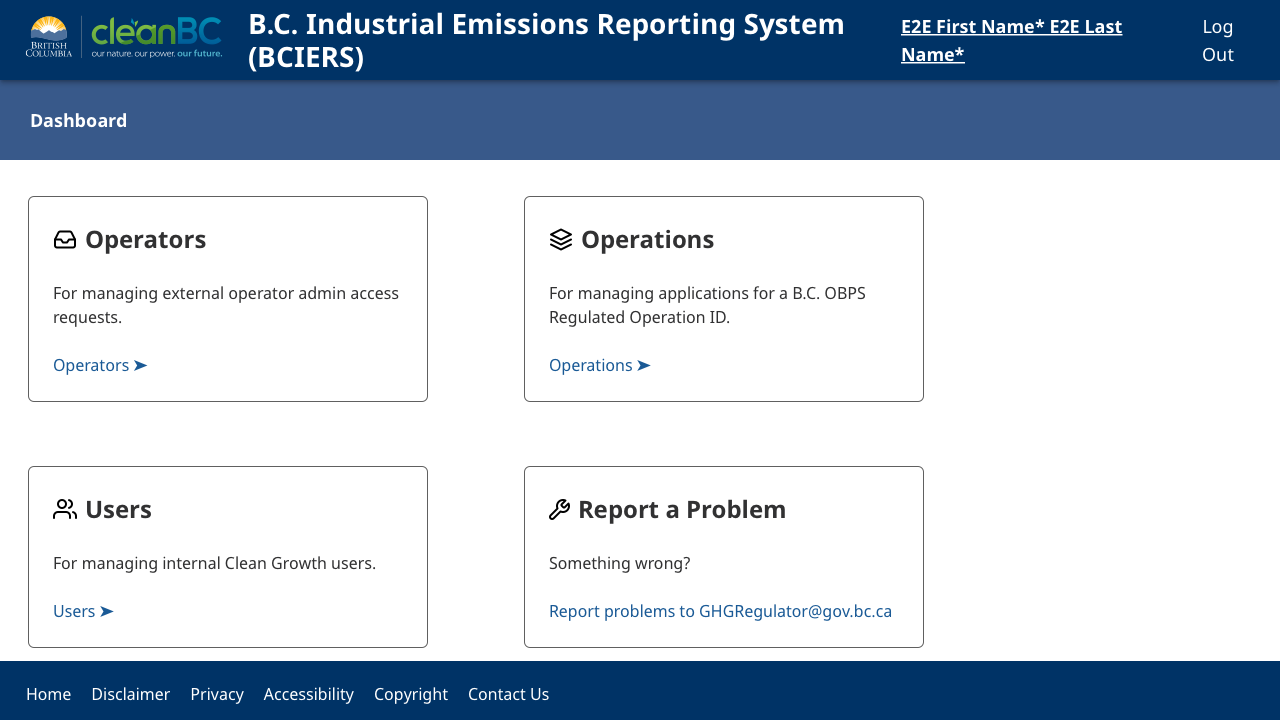 BRITISH
COLUMBIA
cleanBC
our nature. our power. our future.
B.C. Industrial Emissions Reporting System
(BCIERS)
E2E First Name* E2E Last
Name*
Log
Out
Dashboard
Operators
For managing external operator admin access
requests.
Operators ➤
Operations
For managing applications for a B.C. OBPS
Regulated Operation ID.
Operations ➤
Users
For managing internal Clean Growth users.
Users ➤
Report a Problem
Something wrong?
Report problems to GHGRegulator@gov.bc.ca
Home Disclaimer Privacy Accessibility Copyright Contact Us